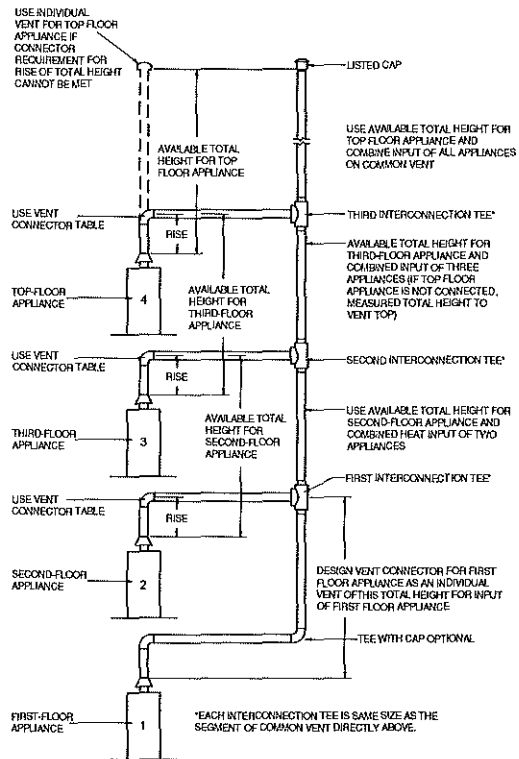 USE INDIVIDUAL
VENT FOR TOP FLOOR
APPLIANCE IF
CONNECTOR
REQUIREMENT FOR
RISE OF TOTAL HEIGHT
CANNOT BE MET
LISTED CAP
AVAILABLE TOTAL
HEIGHT FOR TOP
FLOOR APPLIANCE
USE AVAILABLE TOTAL HEIGHT FOR
TOP FLOOR APPLIANCE AND
COMBINE INPUT OF ALL APPLIANCES
ON COMMON VENT
USE VENT
CONNECTOR TABLE
RISE
THIRD INTERCONNECTION TEE*
AVAILABLE TOTAL HEIGHT FOR
THIRD-FLOOR APPLIANCE AND
COMBINED INPUT OF THREE
APPLIANCES (IF TOP FLOOR
APPLIANCE IS NOT CONNECTED,
MEASURED TOTAL HEIGHT TO
VENT TOP)
TOP-FLOOR
APPLIANCE
4
AVAILABLE TOTAL
HEIGHT FOR
THIRD-FLOOR
APPLIANCE
USE VENT
CONNECTOR TABLE
RISE
SECOND INTERCONNECTION TEE*
THIRD-FLOOR
APPLIANCE
3
AVAILABLE TOTAL
HEIGHT FOR
SECOND-FLOOR
APPLIANCE
USE AVAILABLE TOTAL HEIGHT FOR
SECOND-FLOOR APPLIANCE AND
COMBINED HEAT INPUT OF TWO
APPLIANCES
USE VENT
CONNECTOR TABLE
RISE
FIRST INTERCONNECTION TEE*
SECOND-FLOOR
APPLIANCE
2
DESIGN VENT CONNECTOR FOR FIRST
FLOOR APPLIANCE AS AN INDIVIDUAL
VENT OF THIS TOTAL HEIGHT FOR INPUT
OF FIRST FLOOR APPLIANCE
TEE WITH CAP OPTIONAL
FIRST-FLOOR
APPLIANCE
1
*EACH INTERCONNECTION TEE IS SAME SIZE AS THE
SEGMENT OF COMMON VENT DIRECTLY ABOVE.